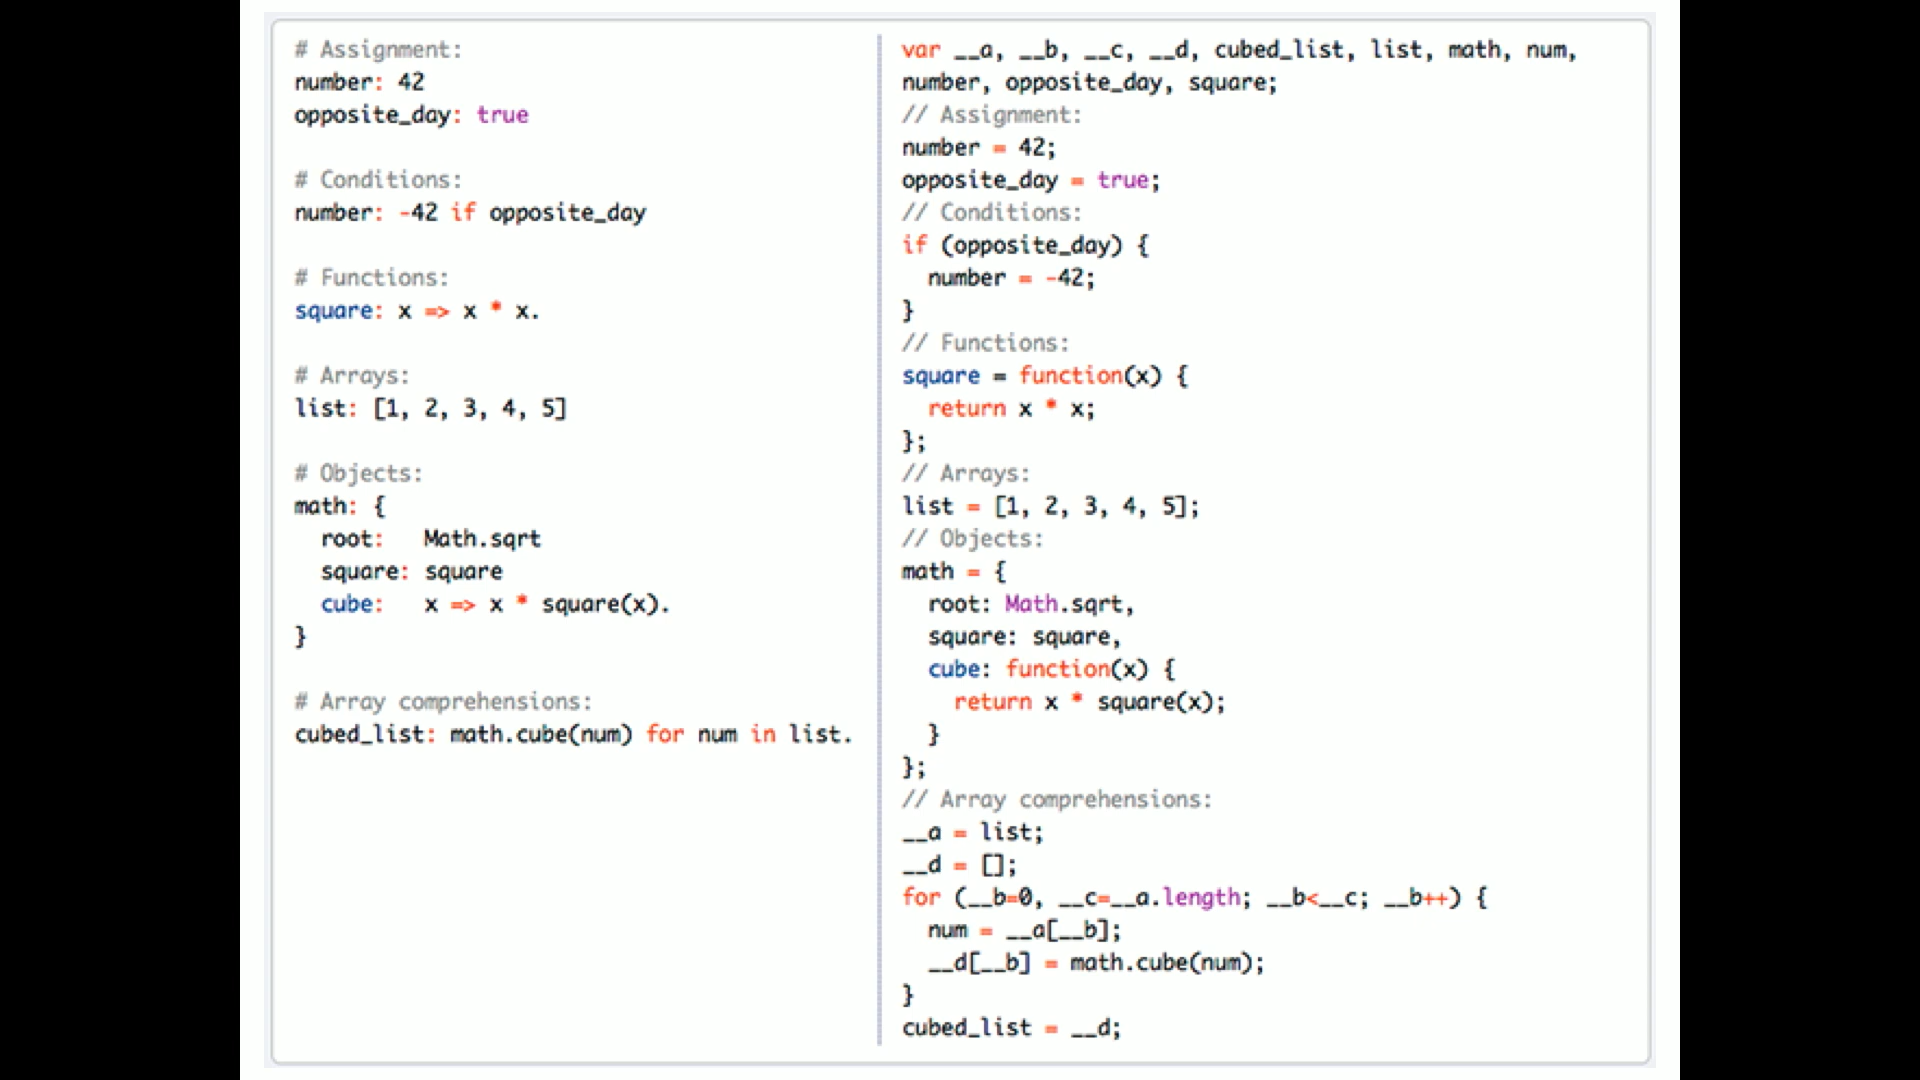 # Assignment:
number: 42
opposite_day: true

# Conditions:
number: -42 if opposite_day

# Functions:
square: x => x * x.

# Arrays:
list: [1, 2, 3, 4, 5]

# Objects:
math: {
  root:   Math.sqrt
  square: square
  cube:   x => x * square(x).
}

# Array comprehensions:
cubed_list: math.cube(num) for num in list.

var __a, __b, __c, __d, cubed_list, list, math, num,
number, opposite_day, square;
// Assignment:
number = 42;
opposite_day = true;
// Conditions:
if (opposite_day) {
  number = -42;
}
// Functions:
square = function(x) {
  return x * x;
};
// Arrays:
list = [1, 2, 3, 4, 5];
// Objects:
math = {
  root: Math.sqrt,
  square: square,
  cube: function(x) {
    return x * square(x);
  }
};
// Array comprehensions:
__a = list;
__d = [];
for (__b=0, __c=__a.length; __b<__c; __b++) {
  num = __a[__b];
  __d[__b] = math.cube(num);
}
cubed_list = __d;